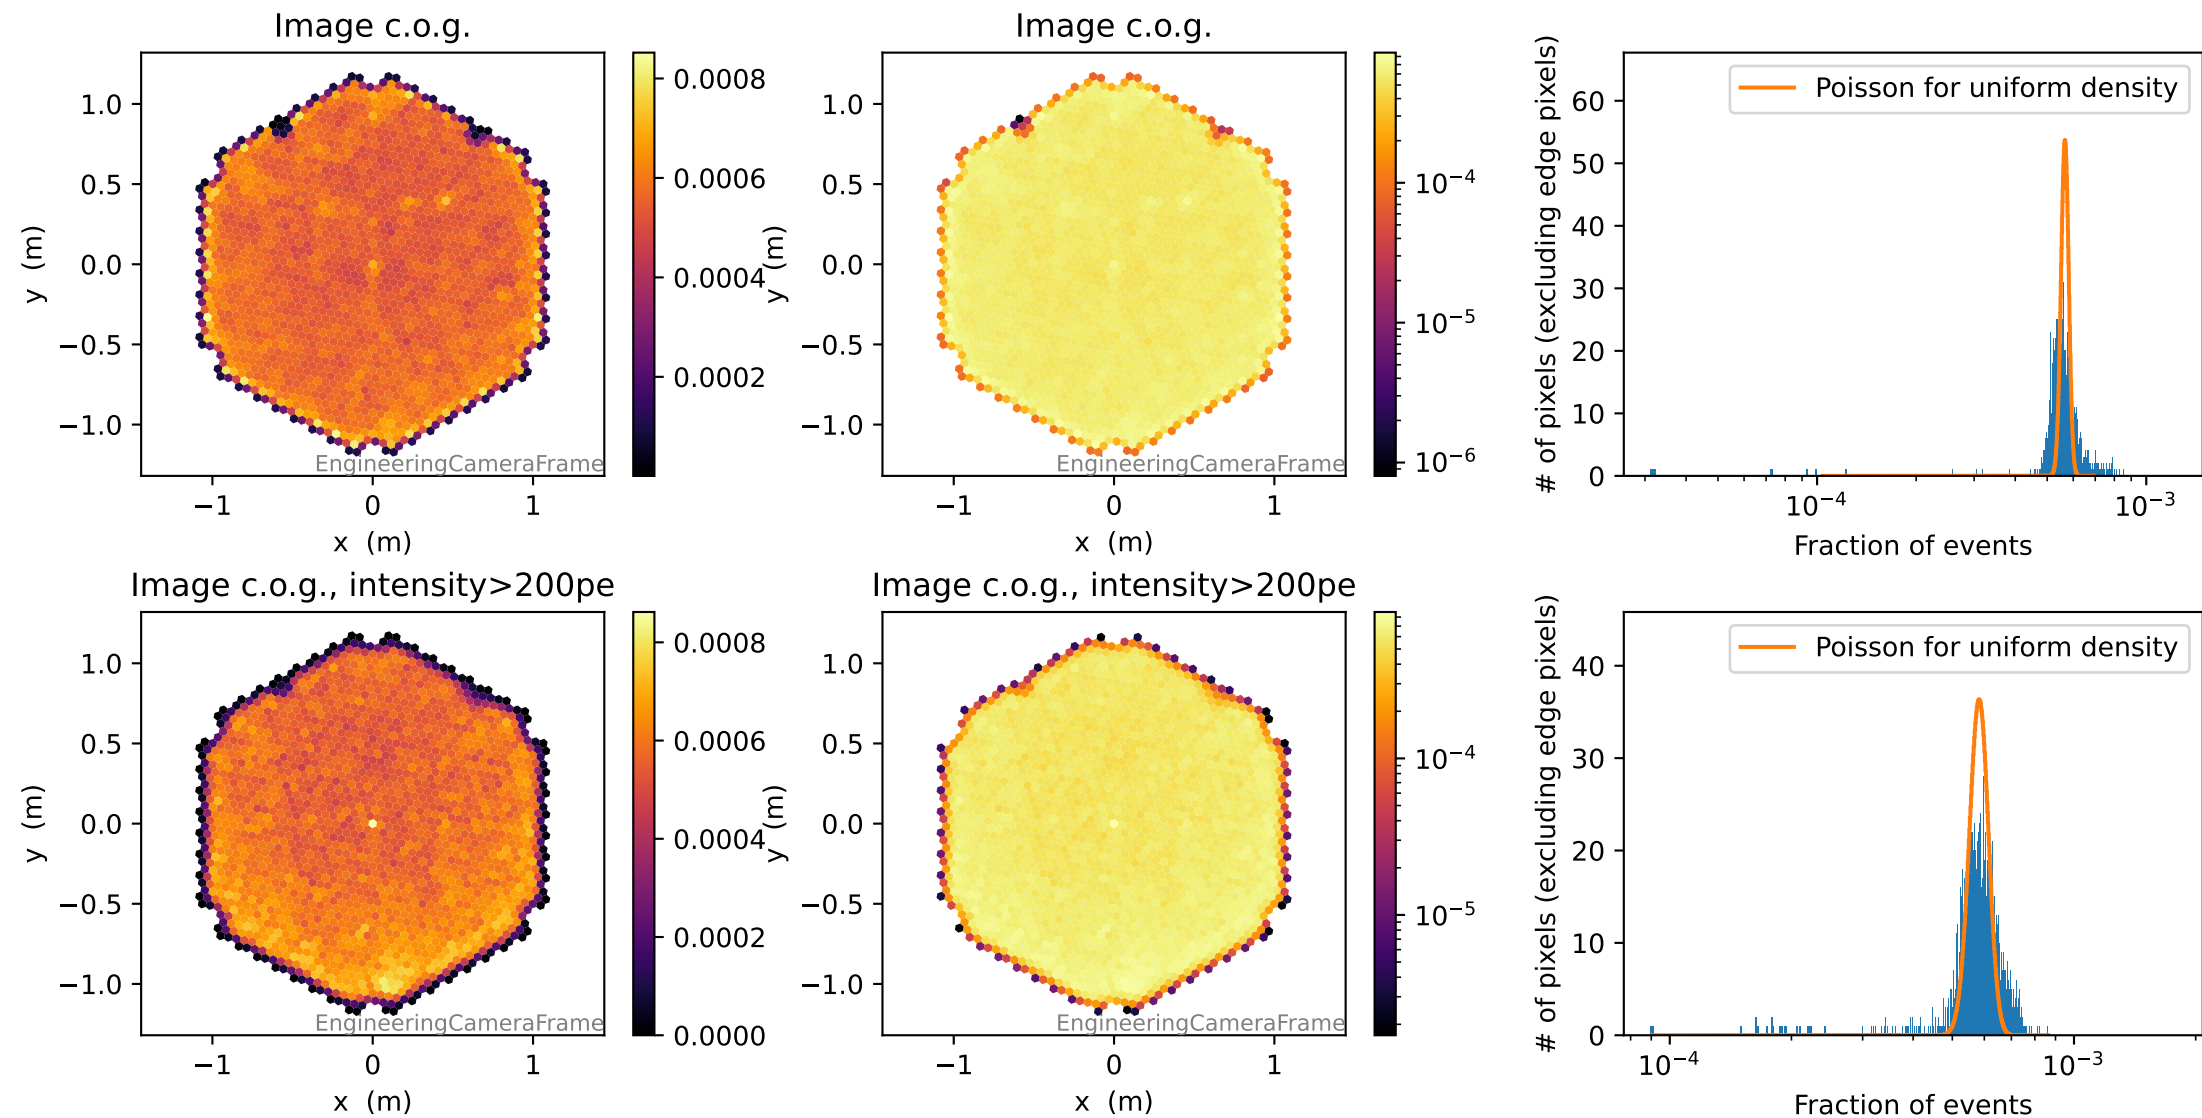 Image c.o.g.
1.0
0.5
0.0
−0.5
−1.0
y (m)
−1 0 1
x (m)
EngineeringCameraFrame
0.0008
0.0006
0.0004
0.0002
Image c.o.g.
1.0
0.5
0.0
−0.5
−1.0
y (m)
−1 0 1
x (m)
EngineeringCameraFrame
10⁻⁴
10⁻⁵
10⁻⁶
# of pixels (excluding edge pixels)
60
50
40
30
20
10
0
Poisson for uniform density
10⁻⁴ 10⁻³
Fraction of events
Image c.o.g., intensity>200pe
1.0
0.5
0.0
−0.5
−1.0
y (m)
−1 0 1
x (m)
EngineeringCameraFrame
0.0008
0.0006
0.0004
0.0002
0.0000
Image c.o.g., intensity>200pe
1.0
0.5
0.0
−0.5
−1.0
y (m)
−1 0 1
x (m)
EngineeringCameraFrame
10⁻⁴
10⁻⁵
# of pixels (excluding edge pixels)
40
30
20
10
0
Poisson for uniform density
10⁻⁴ 10⁻³
Fraction of events